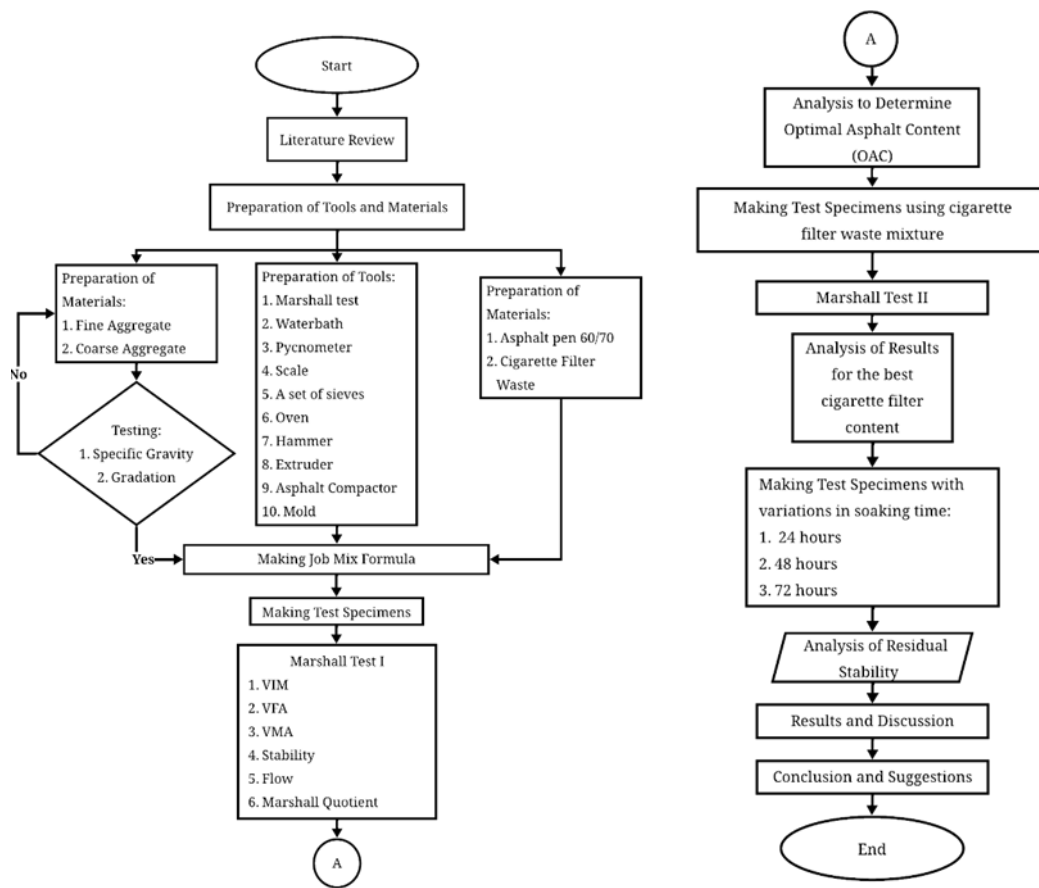 Start
Literature Review
Preparation of Tools and Materials
Preparation of
Materials:
1. Fine Aggregate
2. Coarse Aggregate
Preparation of Tools:
1. Marshall test
2. Waterbath
3. Pycnometer
4. Scale
5. A set of sieves
6. Oven
7. Hammer
8. Extruder
9. Asphalt Compactor
10. Mold
Preparation of
Materials:
1. Asphalt pen 60/70
2. Cigarette Filter
Waste
No
Testing:
1. Specific Gravity
2. Gradation
Yes
Making Job Mix Formula
Making Test Specimens
Marshall Test I
1. VIM
2. VFA
3. VMA
4. Stability
5. Flow
6. Marshall Quotient
A
A
Analysis to Determine
Optimal Asphalt Content
(OAC)
Making Test Specimens using cigarette
filter waste mixture
Marshall Test II
Analysis of Results
for the best
cigarette filter
content
Making Test Specimens with
variations in soaking time:
1. 24 hours
2. 48 hours
3. 72 hours
Analysis of Residual
Stability
Results and Discussion
Conclusion and Suggestions
End